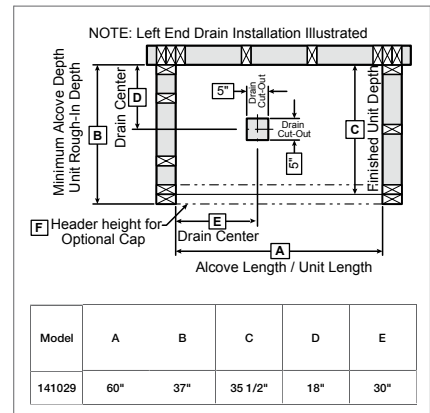 NOTE: Left End Drain Installation Illustrated
Minimum Alcove Depth
Unit Rough-In Depth
B
D
Drain Center
5"
Drain
Cut-Out
Drain
Cut-Out
5"
C
Finished Unit Depth
F Header height for
Optional Cap
E
Drain Center
A
Alcove Length / Unit Length
Model A B C D E
141029 60" 37" 35 1/2" 18" 30"